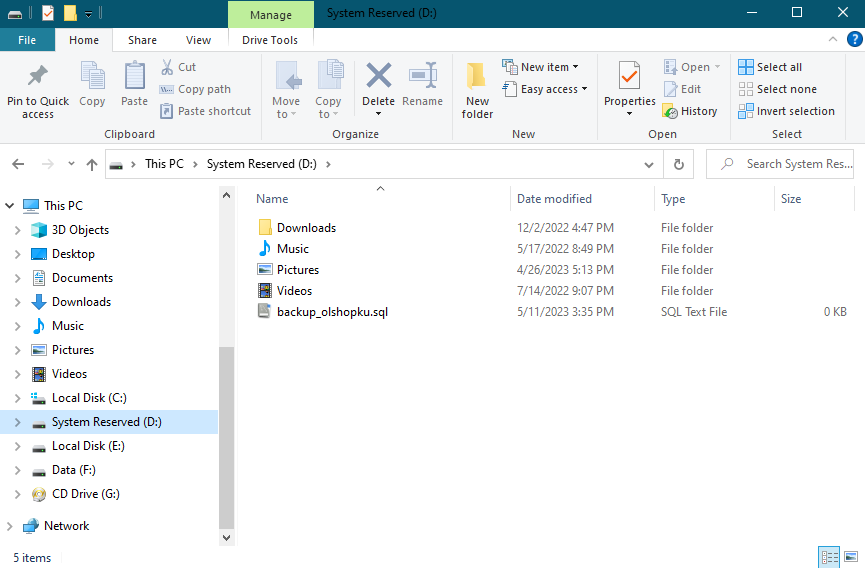 Manage
System Reserved (D:)
File
Home
Share
View
Drive Tools
Pin to Quick access
Copy
Paste
Cut
Copy path
Paste shortcut
Clipboard
Move to
Copy to
Delete
Rename
Organize
New folder
New item
Easy access
New
Properties
Open
Edit
History
Open
Select all
Select none
Invert selection
Select
This PC
System Reserved (D:)
Search System Res...
This PC
3D Objects
Desktop
Documents
Downloads
Music
Pictures
Videos
Local Disk (C:)
System Reserved (D:)
Local Disk (E:)
Data (F:)
CD Drive (G:)
Network
Name Date modified Type Size
Downloads 12/2/2022 4:47 PM File folder
Music 5/17/2022 8:49 PM File folder
Pictures 4/26/2023 5:13 PM File folder
Videos 7/14/2022 9:07 PM File folder
backup_olshopku.sql 5/11/2023 3:35 PM SQL Text File 0 KB
5 items